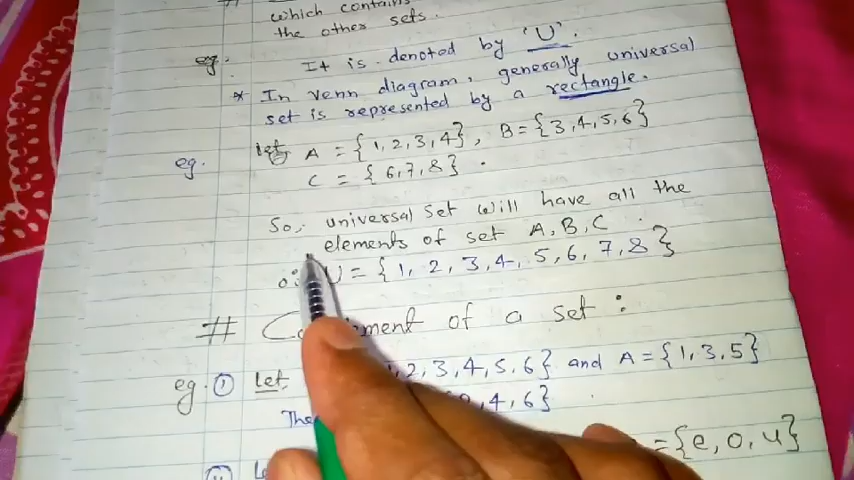 which contains
the other sets.
eg: It is denoted by 'U'.
* In venn diagram, generally universal
set is represented by a rectangle.
eg. let A = {1,2,3,4}, B = {3,4,5,6}
C = {6,7,8}.
So, universal set will have all the
elements of set A, B, C.
U = {1, 2, 3, 4, 5, 6, 7, 8}
# of a set :
eg. (i) Let, 1,2,3,4,5,6} and A = {1,3,5}
4,6}
= {e,o,u}